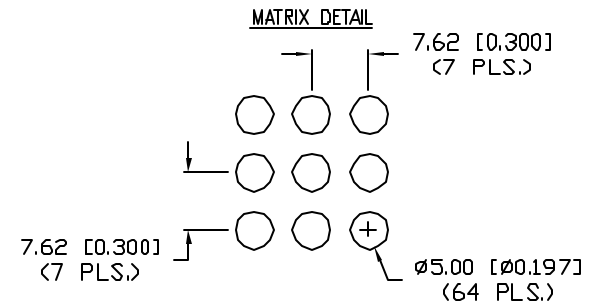 MATRIX DETAIL
7.62 [0.300]
(7 PLS.)
7.62 [0.300]
(7 PLS.)
Ø5.00 [Ø0.197]
(64 PLS.)